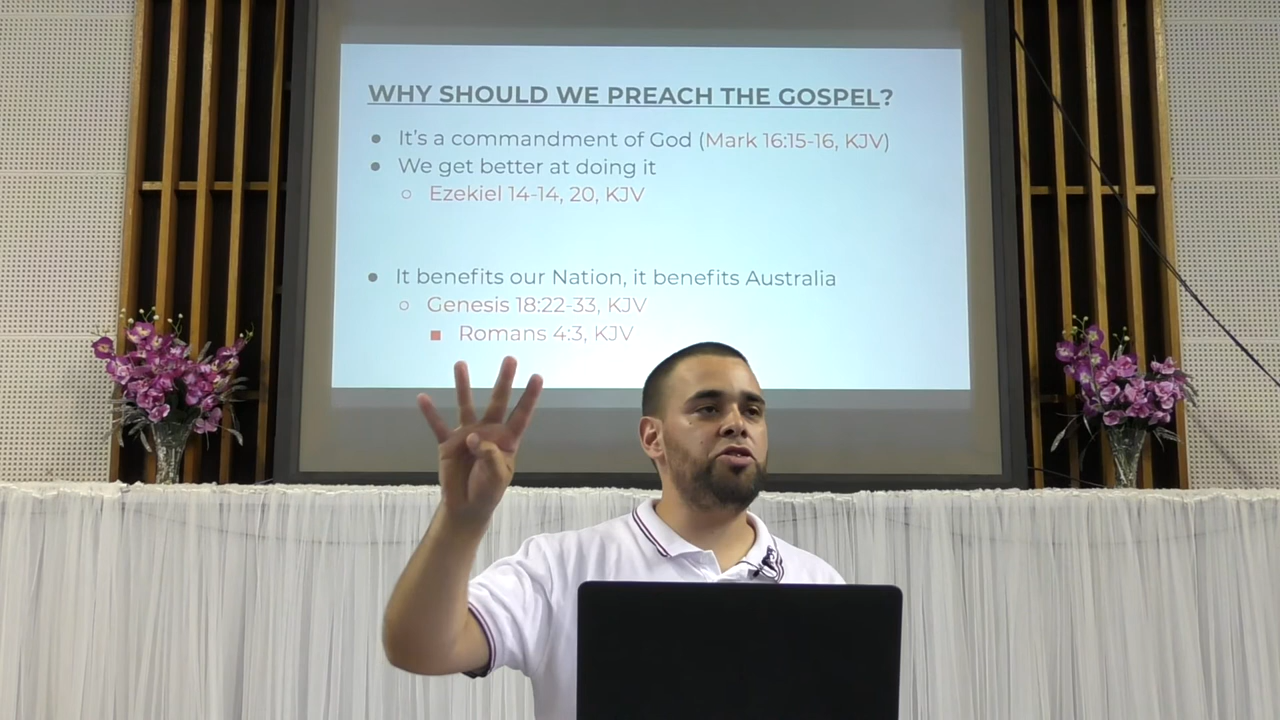 WHY SHOULD WE PREACH THE GOSPEL?
● It's a commandment of God (Mark 16:15-16, KJV)
● We get better at doing it
○ Ezekiel 14-14, 20, KJV
● It benefits our Nation, it benefits Australia
○ Genesis 18:22-33, KJV
■ Romans 4:3, KJV